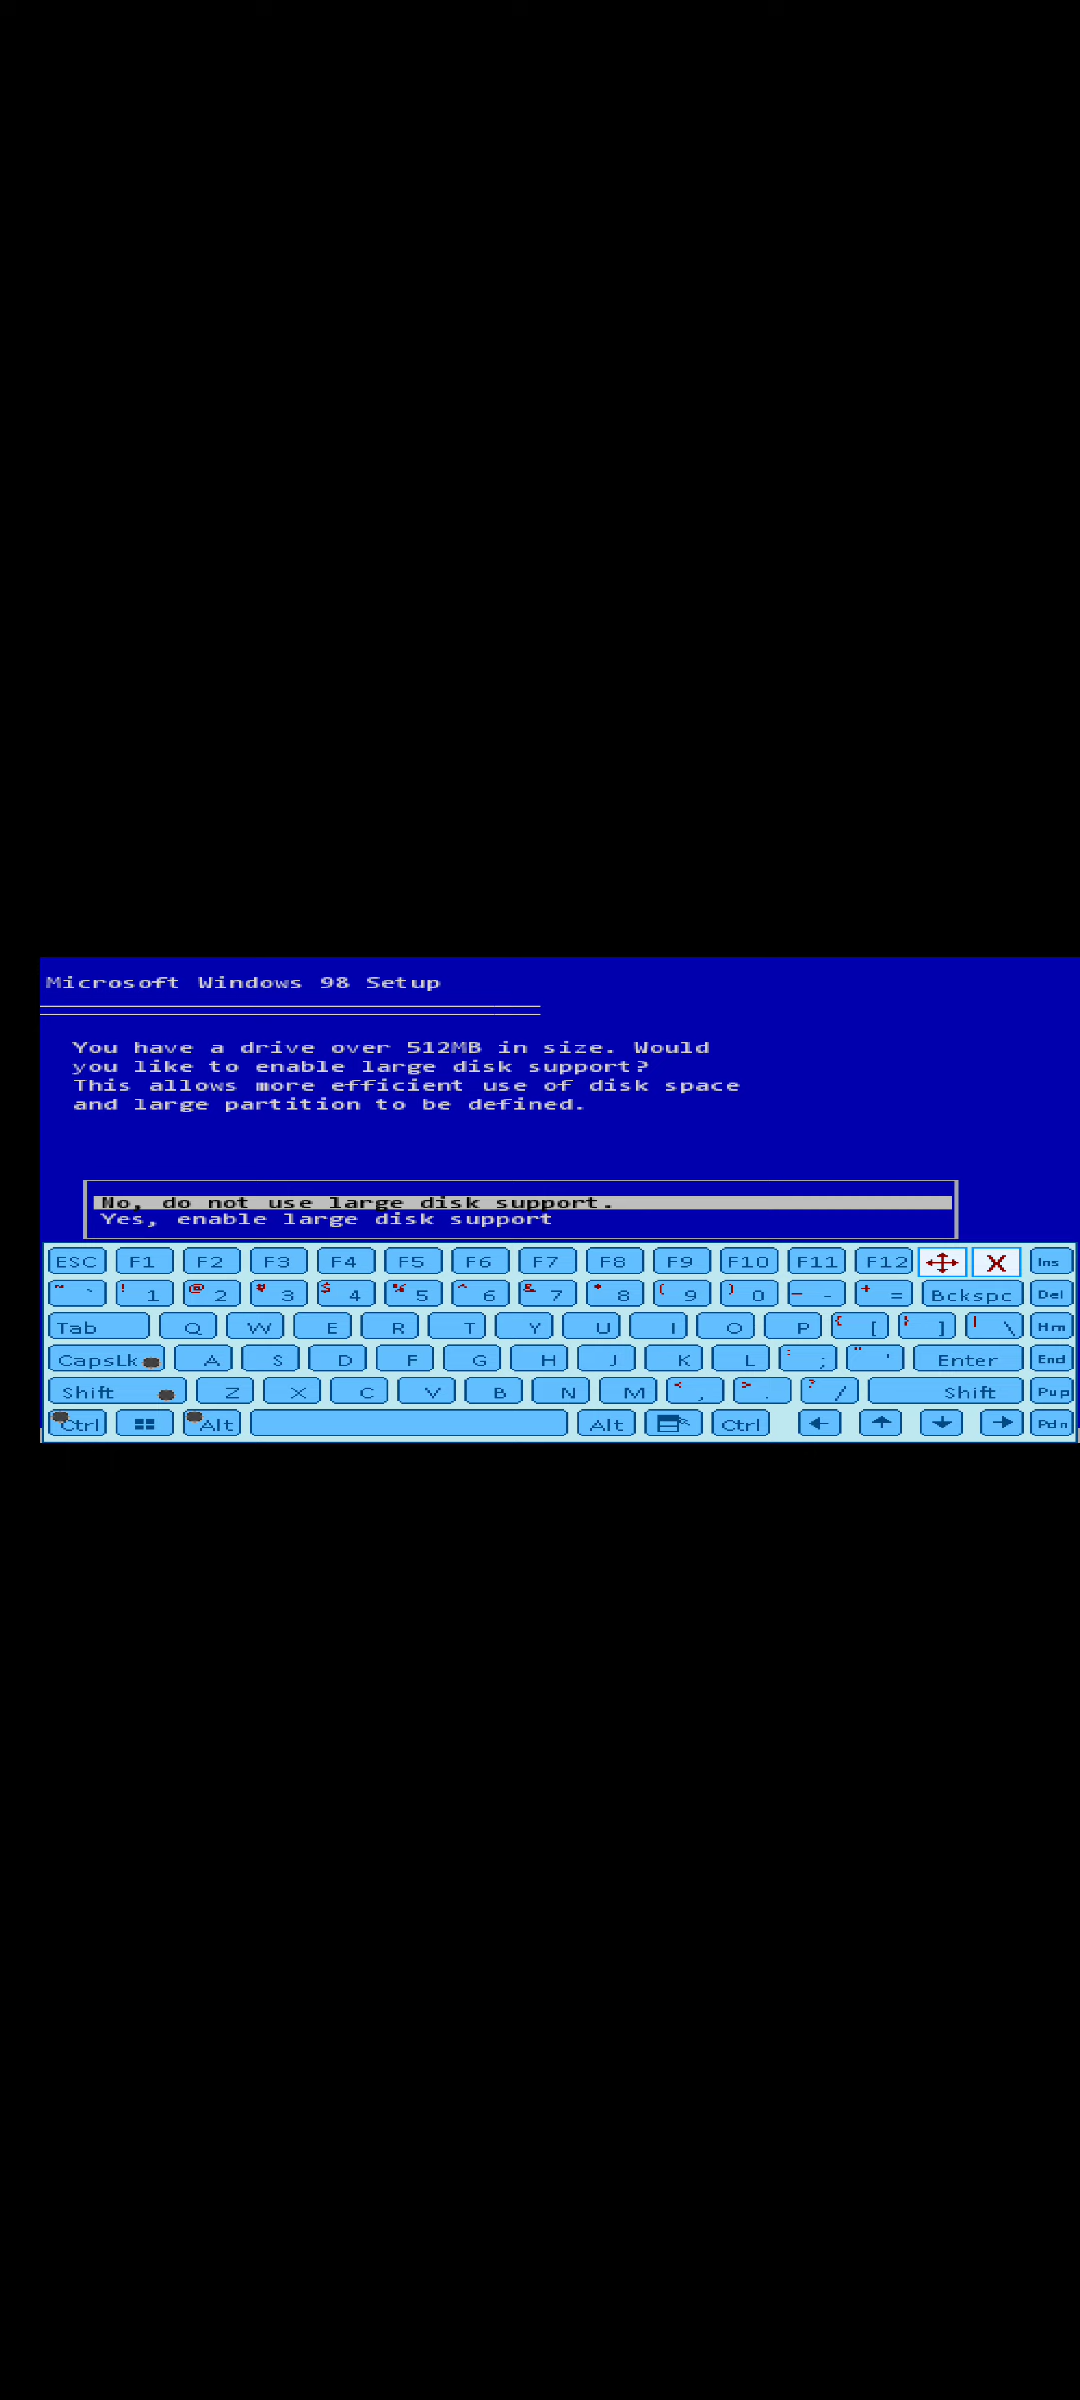 Microsoft Windows 98 Setup
You have a drive over 512MB in size. Would
you like to enable large disk support?
This allows more efficient use of disk space
and large partition to be defined.
No, do not use large disk support.
Yes, enable large disk support
ESC F1 F2 F3 F4 F5 F6 F7 F8 F9 F10 F11 F12 X Ins
~ ` ! 1 @ 2 # 3 $ 4 % 5 ^ 6 & 7 * 8 ( 9 ) 0 _ - + = Bckspc Del
Tab Q W E R T Y U I O P { [ } ] | \ Hm
CapsLk A S D F G H J K L : ; " ' Enter End
Shift Z X C V B N M < , > . ? / Shift Pup
Ctrl Alt Alt Ctrl ← ↑ ↓ → Pdn